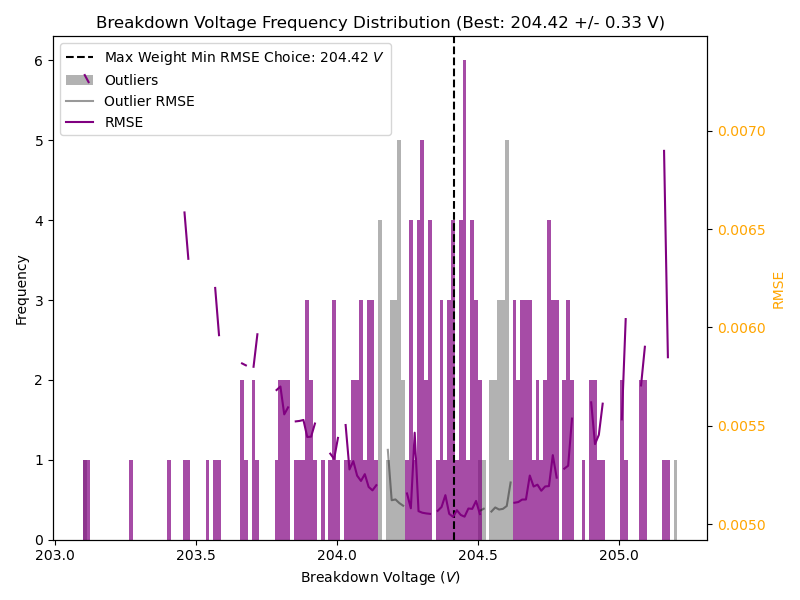 Breakdown Voltage Frequency Distribution (Best: 204.42 +/- 0.33 V)
Max Weight Min RMSE Choice: 204.42 V
Outliers
Outlier RMSE
RMSE
Frequency
6
5
4
3
2
1
0
203.0 203.5 204.0 204.5 205.0
Breakdown Voltage (V)
0.0070
0.0065
0.0060
0.0055
0.0050
RMSE